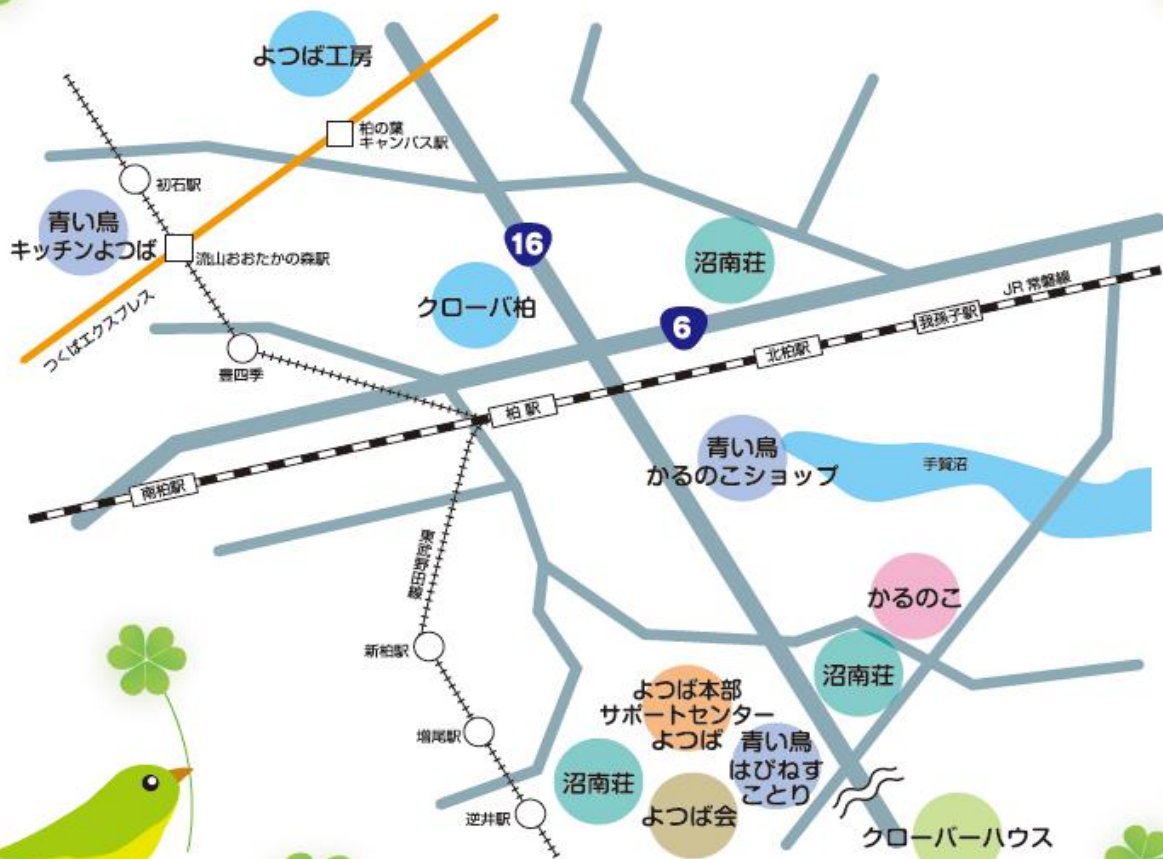 よつば工房
柏の葉
キャンパス駅
初石駅
青い鳥
キッチンよつば
流山おおたかの森駅
つくばエクスプレス
16
沼南荘
クローバ柏
6
JR 常磐線
我孫子駅
豊四季
北柏駅
柏 駅
南柏駅
青い鳥
かるのこショップ
手賀沼
東武野田線
かるのこ
新柏駅
沼南荘
よつば本部
サポートセンター
よつば
増尾駅
青い鳥
はぴねす
ことり
沼南荘
よつば会
逆井駅
クローバーハウス